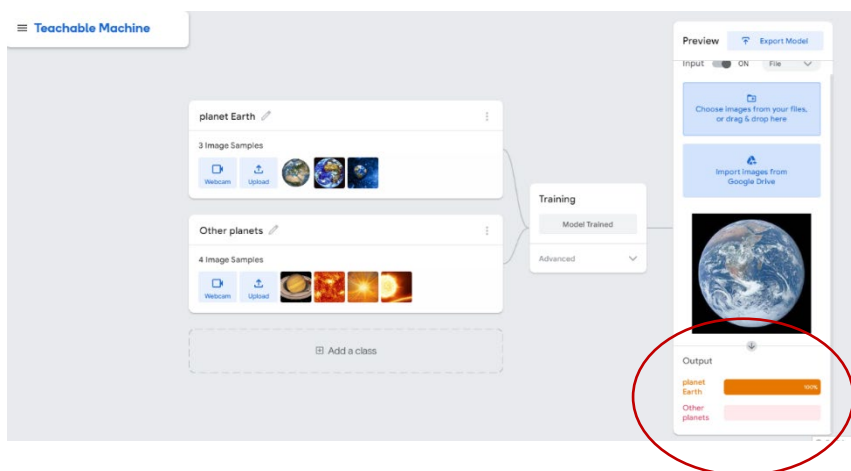 Teachable Machine
planet Earth
3 Image Samples
Webcam
Upload
Other planets
4 Image Samples
Webcam
Upload
Add a class
Training
Model Trained
Advanced
Preview
Export Model
Input
ON
File
Choose images from your files,
or drag & drop here
Import images from
Google Drive
Output
planet
Earth
100%
Other
planets